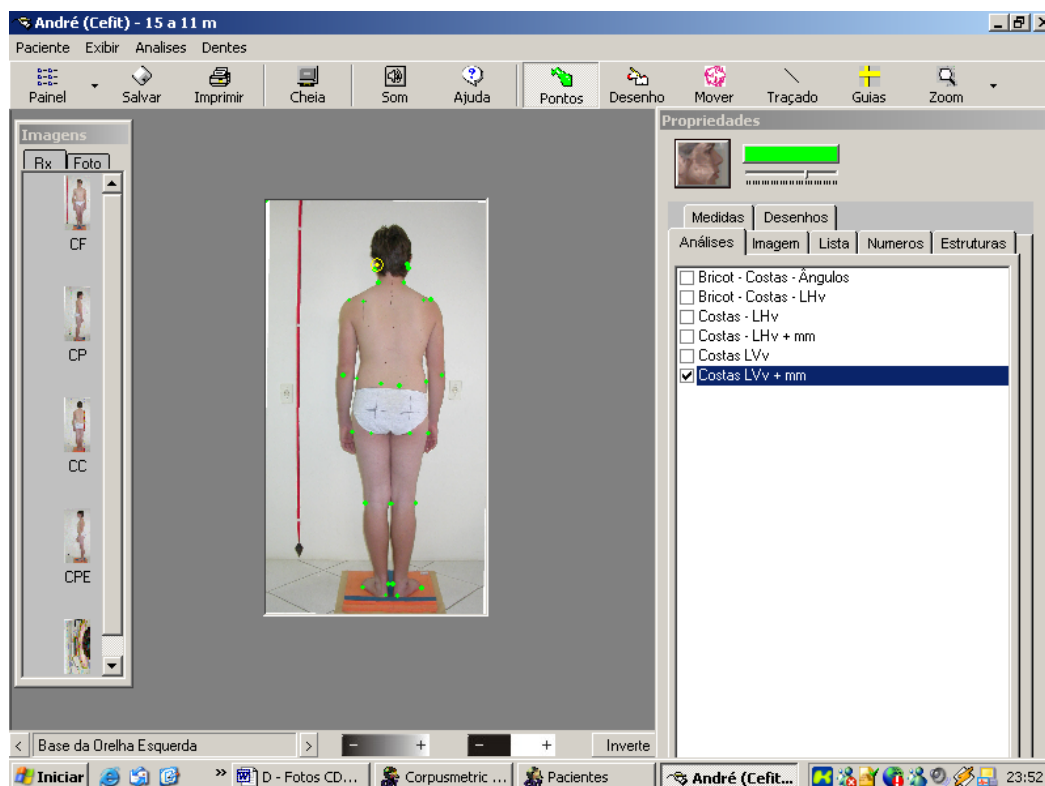 André (Cefit) - 15 a 11 m
Paciente Exibir Analises Dentes
Painel Salvar Imprimir Cheia Som Ajuda Pontos Desenho Mover Traçado Guias Zoom
Imagens
Rx Foto
CF
CP
CC
CPE
Propriedades
Medidas Desenhos
Análises Imagem Lista Numeros Estruturas
Bricot - Costas - Ângulos
Bricot - Costas - LHv
Costas - LHv
Costas - LHv + mm
Costas LVv
Costas LVv + mm
< Base da Orelha Esquerda > - + - + Inverte
Iniciar » D - Fotos CD... Corpusmetric ... Pacientes André (Cefit... 23:52